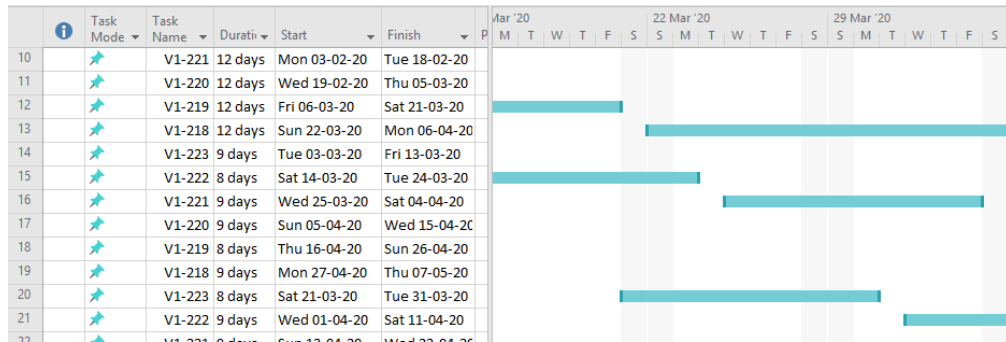 Mar '20 22 Mar '20 29 Mar '20
Task Mode Task Name Durati Start Finish P M T W T F S S M T W T F S S M T W T F S
10 V1-221 12 days Mon 03-02-20 Tue 18-02-20
11 V1-220 12 days Wed 19-02-20 Thu 05-03-20
12 V1-219 12 days Fri 06-03-20 Sat 21-03-20
13 V1-218 12 days Sun 22-03-20 Mon 06-04-20
14 V1-223 9 days Tue 03-03-20 Fri 13-03-20
15 V1-222 8 days Sat 14-03-20 Tue 24-03-20
16 V1-221 9 days Wed 25-03-20 Sat 04-04-20
17 V1-220 9 days Sun 05-04-20 Wed 15-04-20
18 V1-219 8 days Thu 16-04-20 Sun 26-04-20
19 V1-218 9 days Mon 27-04-20 Thu 07-05-20
20 V1-223 8 days Sat 21-03-20 Tue 31-03-20
21 V1-222 9 days Wed 01-04-20 Sat 11-04-20